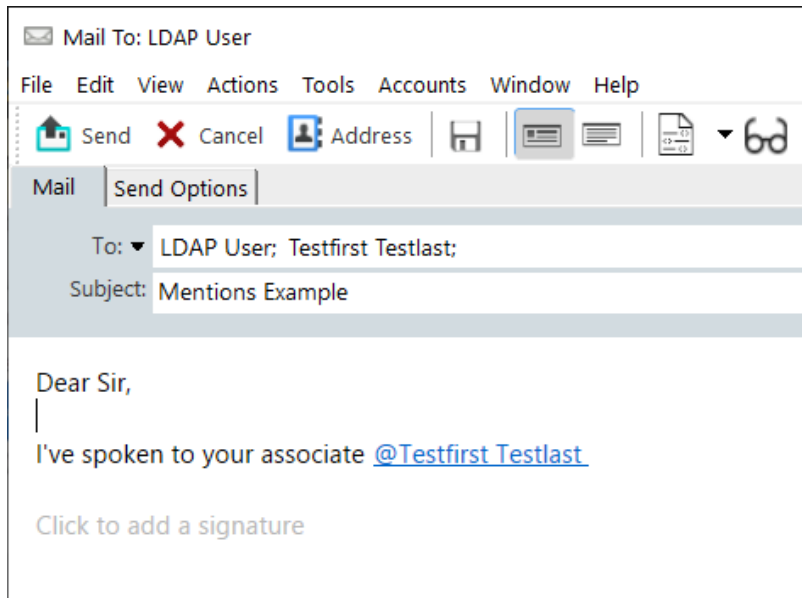 Mail To: LDAP User
File Edit View Actions Tools Accounts Window Help
Send Cancel Address
Mail Send Options
To: LDAP User; Testfirst Testlast;
Subject: Mentions Example
Dear Sir,
I've spoken to your associate @Testfirst Testlast
Click to add a signature